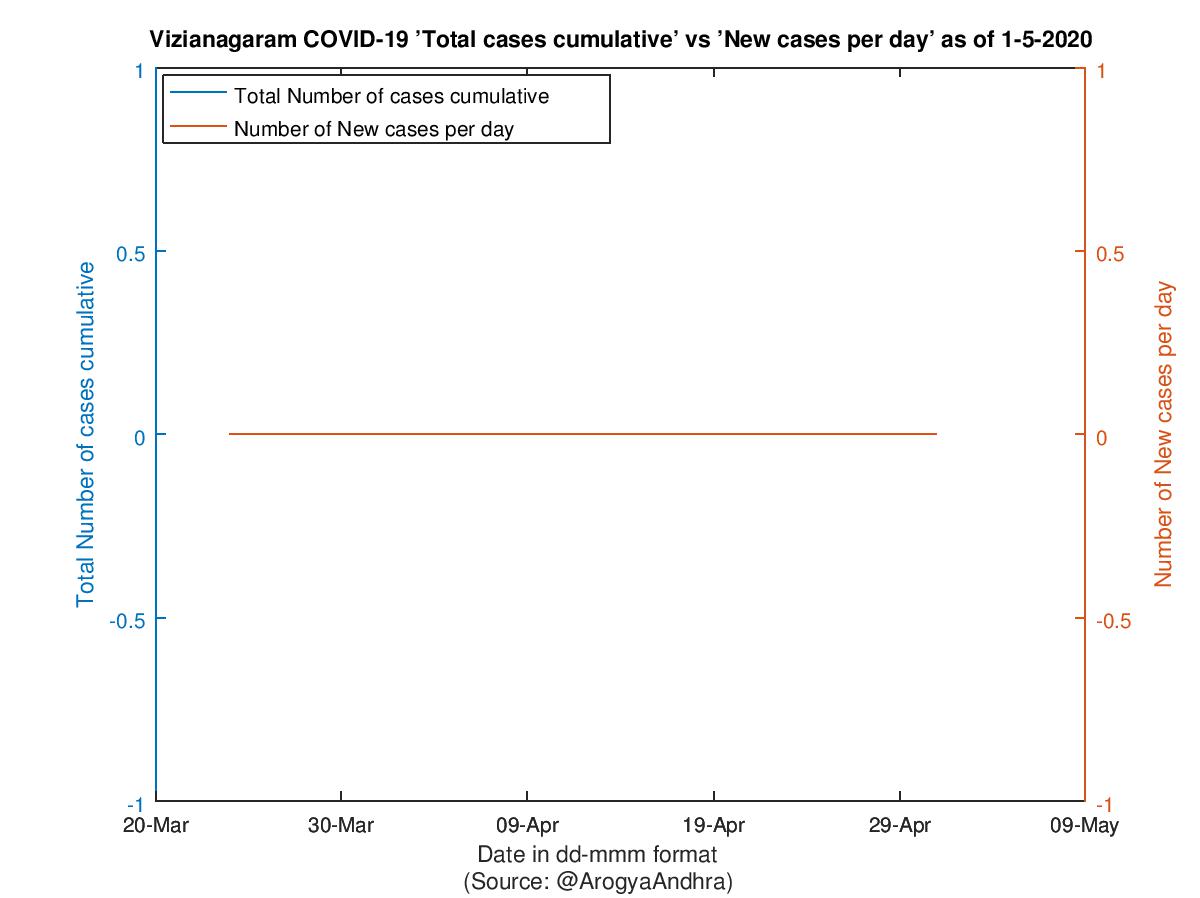 Vizianagaram COVID-19 ’Total cases cumulative’ vs ’New cases per day’ as of 1-5-2020
Total Number of cases cumulative
Number of New cases per day
1
0.5
0
-0.5
-1
Total Number of cases cumulative
1
0.5
0
-0.5
-1
Number of New cases per day
20-Mar 30-Mar 09-Apr 19-Apr 29-Apr 09-May
Date in dd-mmm format
(Source: @ArogyaAndhra)